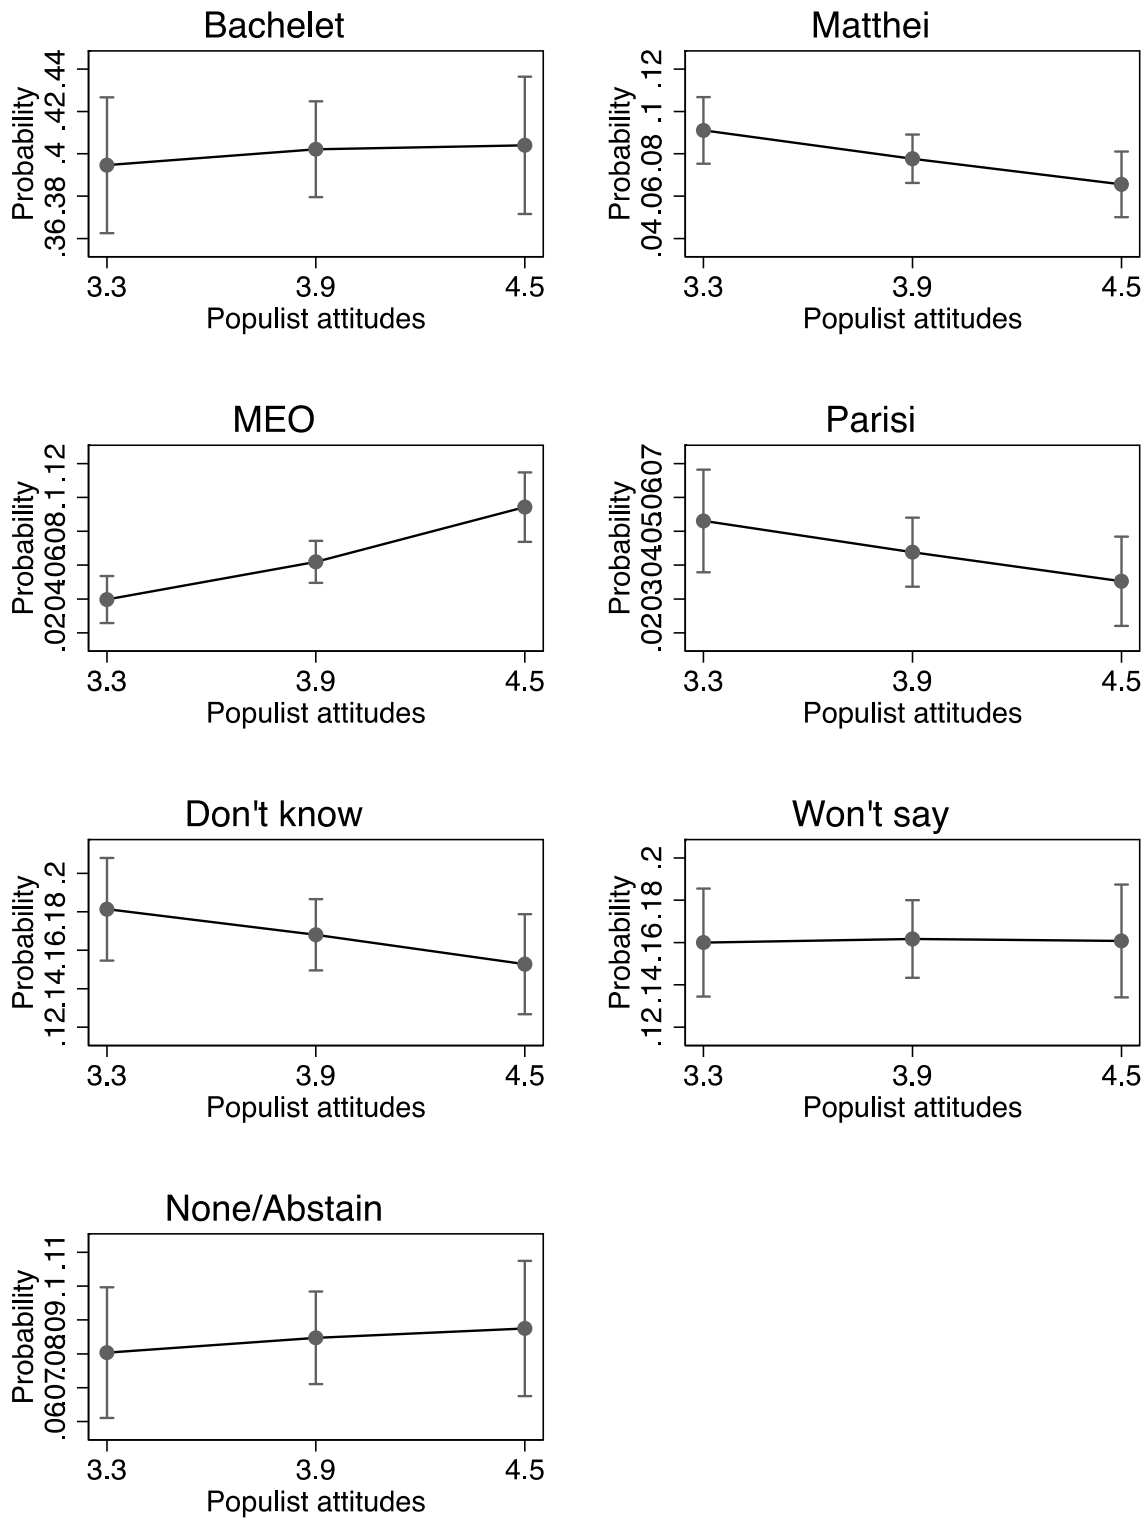 Bachelet
Probability
.36 .38 .4 .42 .44
3.3 3.9 4.5
Populist attitudes
Matthei
Probability
.04 .06 .08 .1 .12
3.3 3.9 4.5
Populist attitudes
MEO
Probability
.02 .04 .06 .08 .1 .12
3.3 3.9 4.5
Populist attitudes
Parisi
Probability
.02 .03 .04 .05 .06 .07
3.3 3.9 4.5
Populist attitudes
Don't know
Probability
.12 .14 .16 .18 .2
3.3 3.9 4.5
Populist attitudes
Won't say
Probability
.12 .14 .16 .18 .2
3.3 3.9 4.5
Populist attitudes
None/Abstain
Probability
.06 .07 .08 .09 .1 .11
3.3 3.9 4.5
Populist attitudes